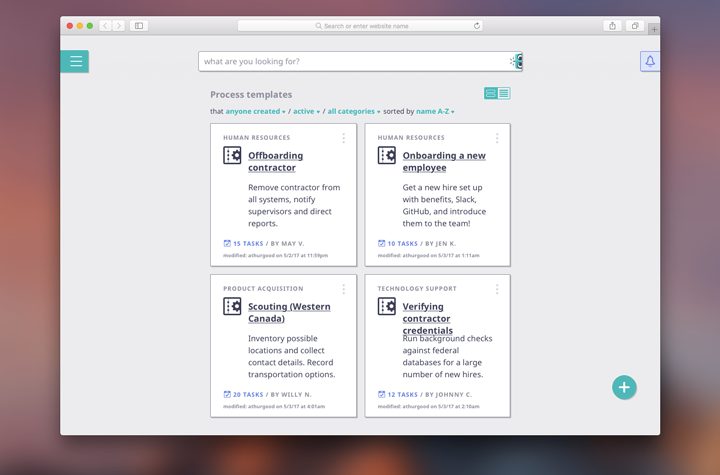 Search or enter website name
what are you looking for?
Process templates
that anyone created / active / all categories sorted by name A-Z
HUMAN RESOURCES
Offboarding
contractor
Remove contractor from
all systems, notify
supervisors and direct
reports.
15 TASKS / BY MAY V.
modified: athurgood on 5/2/17 at 11:59pm
HUMAN RESOURCES
Onboarding a new
employee
Get a new hire set up
with benefits, Slack,
GitHub, and introduce
them to the team!
10 TASKS / BY JEN K.
modified: athurgood on 5/3/17 at 1:11am
PRODUCT ACQUISITION
Scouting (Western
Canada)
Inventory possible
locations and collect
contact details. Record
transportation options.
20 TASKS / BY WILLY N.
modified: athurgood on 5/3/17 at 4:01am
TECHNOLOGY SUPPORT
Verifying
contractor
credentials
Run background checks
against federal
databases for a large
number of new hires.
12 TASKS / BY JOHNNY C.
modified: athurgood on 5/3/17 at 2:10am